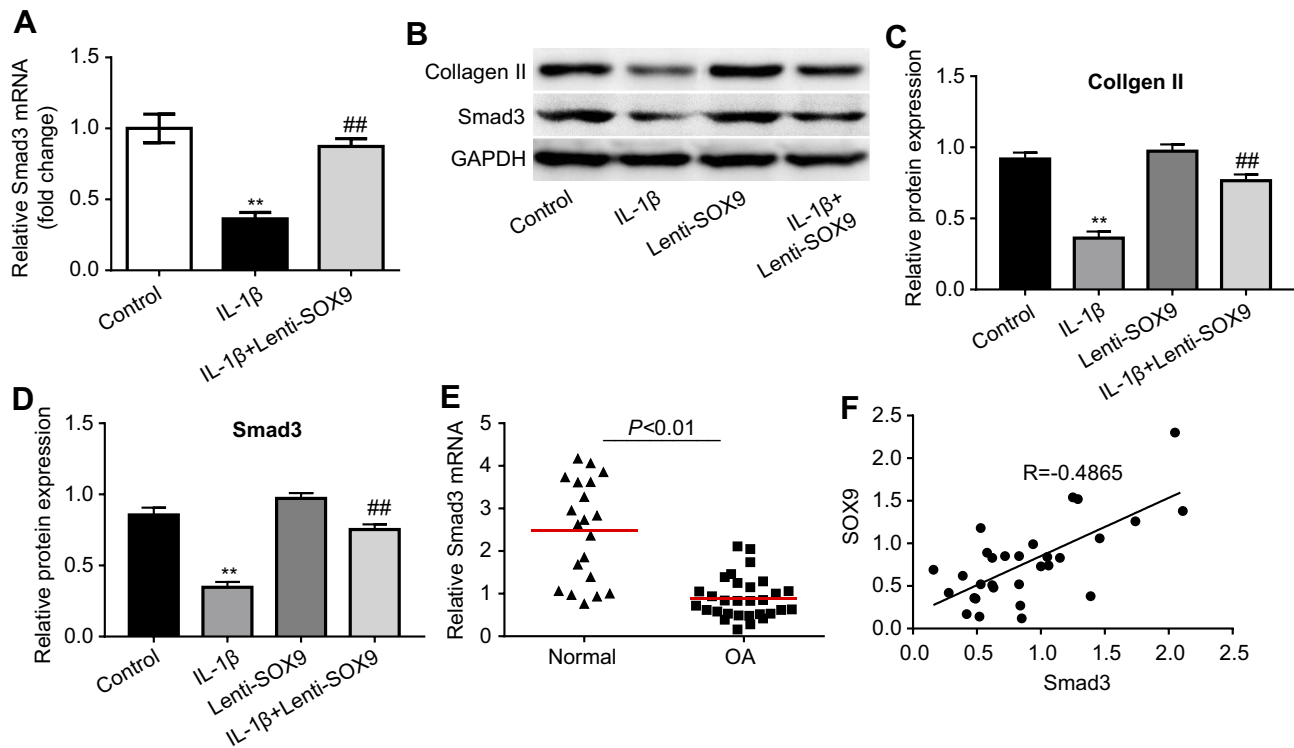 A
Relative Smad3 mRNA
(fold change)
1.5
1.0
0.5
0.0
**
##
Control
IL-1β
IL-1β+Lenti-SOX9
B
Collagen II
Smad3
GAPDH
Control
IL-1β
Lenti-SOX9
IL-1β+
Lenti-SOX9
C
Collgen II
Relative protein expression
1.5
1.0
0.5
0.0
**
##
Control
IL-1β
Lenti-SOX9
IL-1β+Lenti-SOX9
D
Smad3
Relative protein expression
1.5
1.0
0.5
0.0
**
##
Control
IL-1β
Lenti-SOX9
IL-1β+Lenti-SOX9
E
Relative Smad3 mRNA
5
4
3
2
1
0
P<0.01
Normal
OA
F
SOX9
2.5
2.0
1.5
1.0
0.5
0.0
R=-0.4865
0.0
0.5
1.0
1.5
2.0
2.5
Smad3